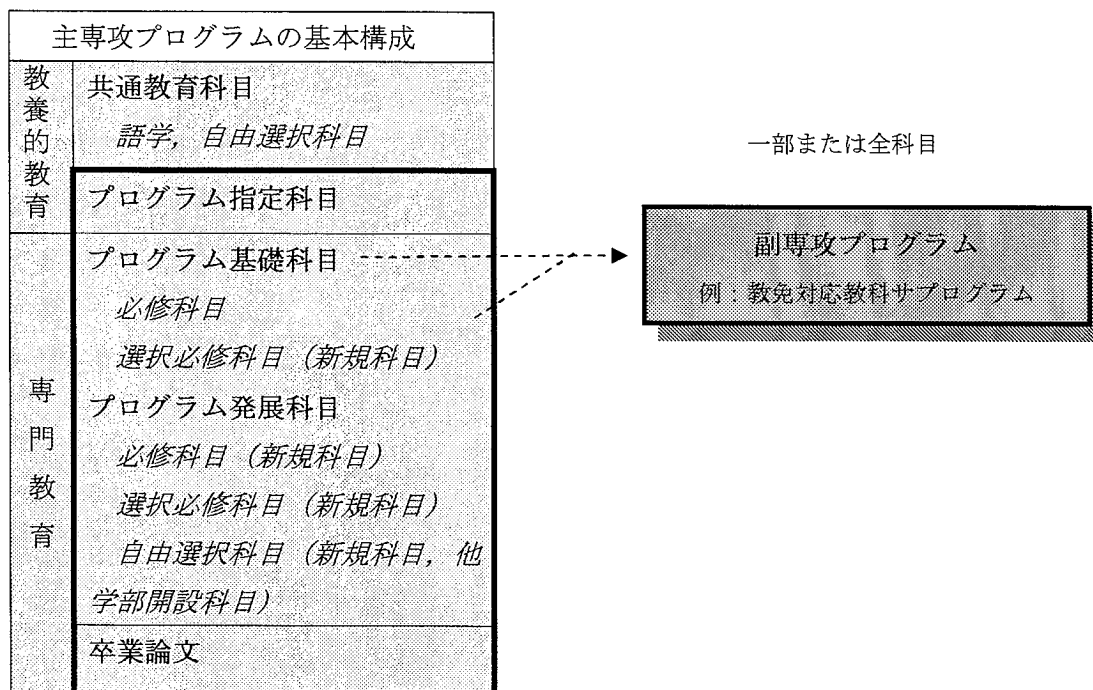 主専攻プログラムの基本構成
教養的教育
共通教育科目
語学, 自由選択科目
プログラム指定科目
専門教育
プログラム基礎科目
必修科目
選択必修科目 (新規科目)
プログラム発展科目
必修科目 (新規科目)
選択必修科目 (新規科目)
自由選択科目 (新規科目, 他
学部開設科目)
卒業論文
一部または全科目
副専攻プログラム
例:教免対応教科サブログラム